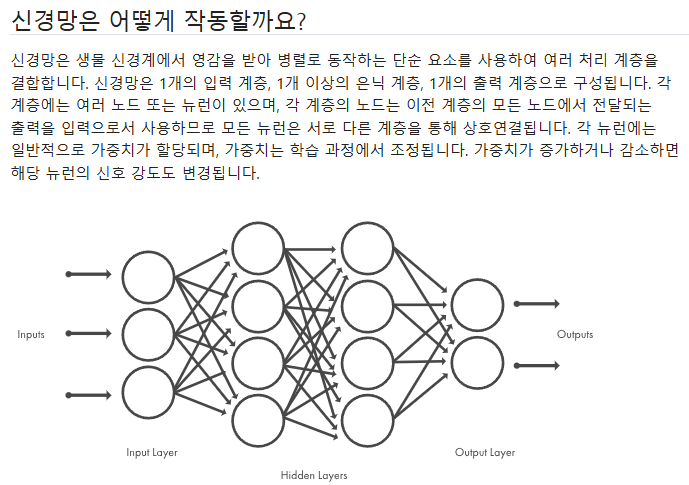 신경망은 어떻게 작동할까요?
신경망은 생물 신경계에서 영감을 받아 병렬로 동작하는 단순 요소를 사용하여 여러 처리 계층을
결합합니다. 신경망은 1개의 입력 계층, 1개 이상의 은닉 계층, 1개의 출력 계층으로 구성됩니다. 각
계층에는 여러 노드 또는 뉴런이 있으며, 각 계층의 노드는 이전 계층의 모든 노드에서 전달되는
출력을 입력으로서 사용하므로 모든 뉴런은 서로 다른 계층을 통해 상호연결됩니다. 각 뉴런에는
일반적으로 가중치가 할당되며, 가중치는 학습 과정에서 조정됩니다. 가중치가 증가하거나 감소하면
해당 뉴런의 신호 강도도 변경됩니다.
Inputs
Outputs
Input Layer
Output Layer
Hidden Layers